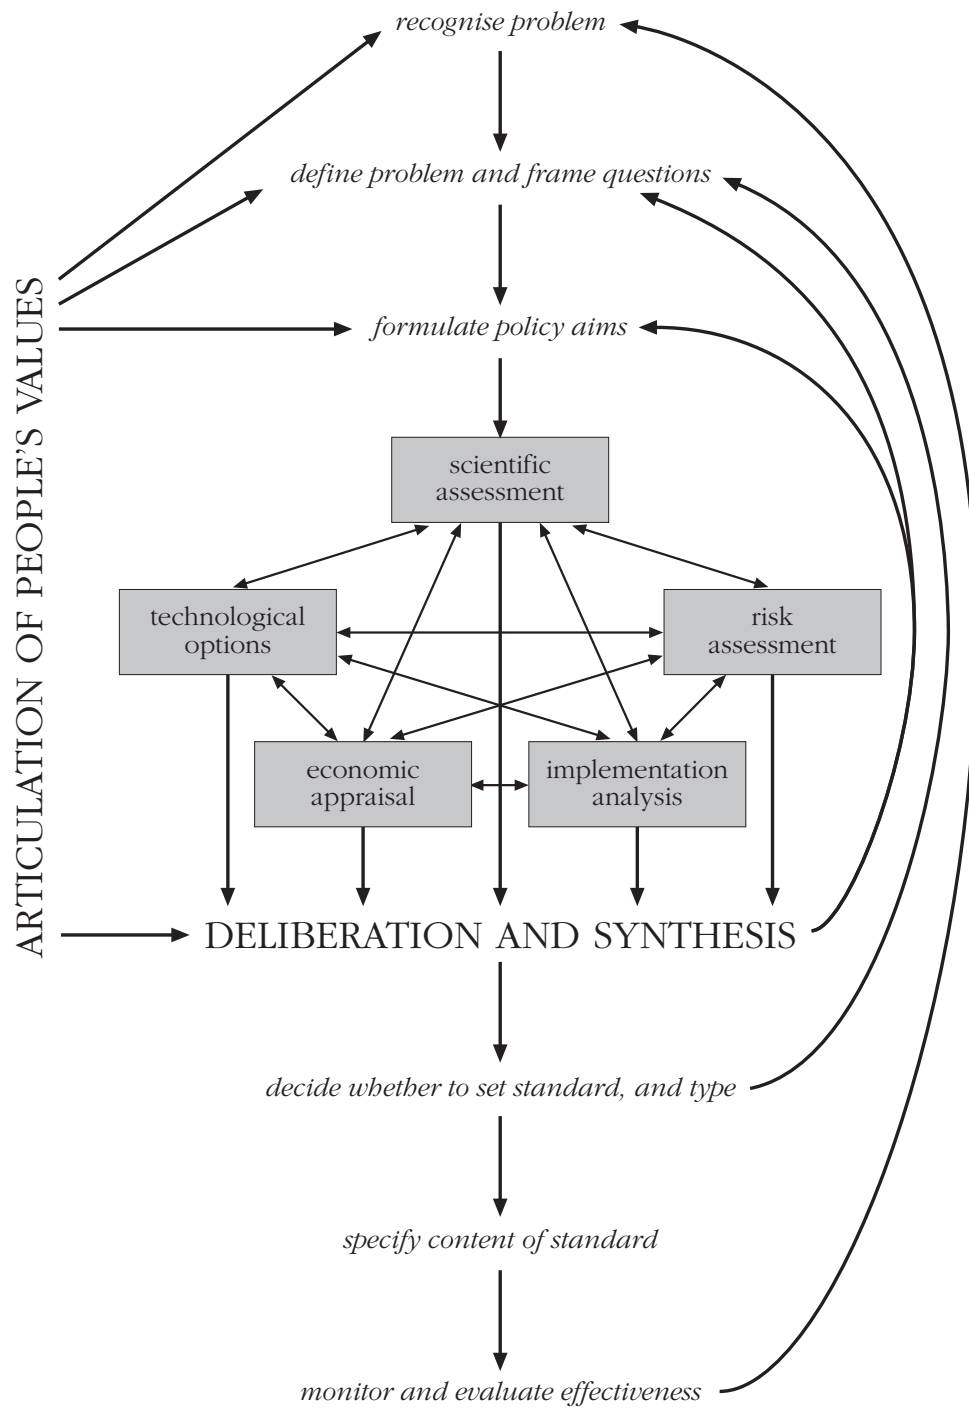 recognise problem
define problem and frame questions
ARTICULATION OF PEOPLE'S VALUES
formulate policy aims
scientific
assessment
technological
options
risk
assessment
economic
appraisal
implementation
analysis
DELIBERATION AND SYNTHESIS
decide whether to set standard, and type
specify content of standard
monitor and evaluate effectiveness